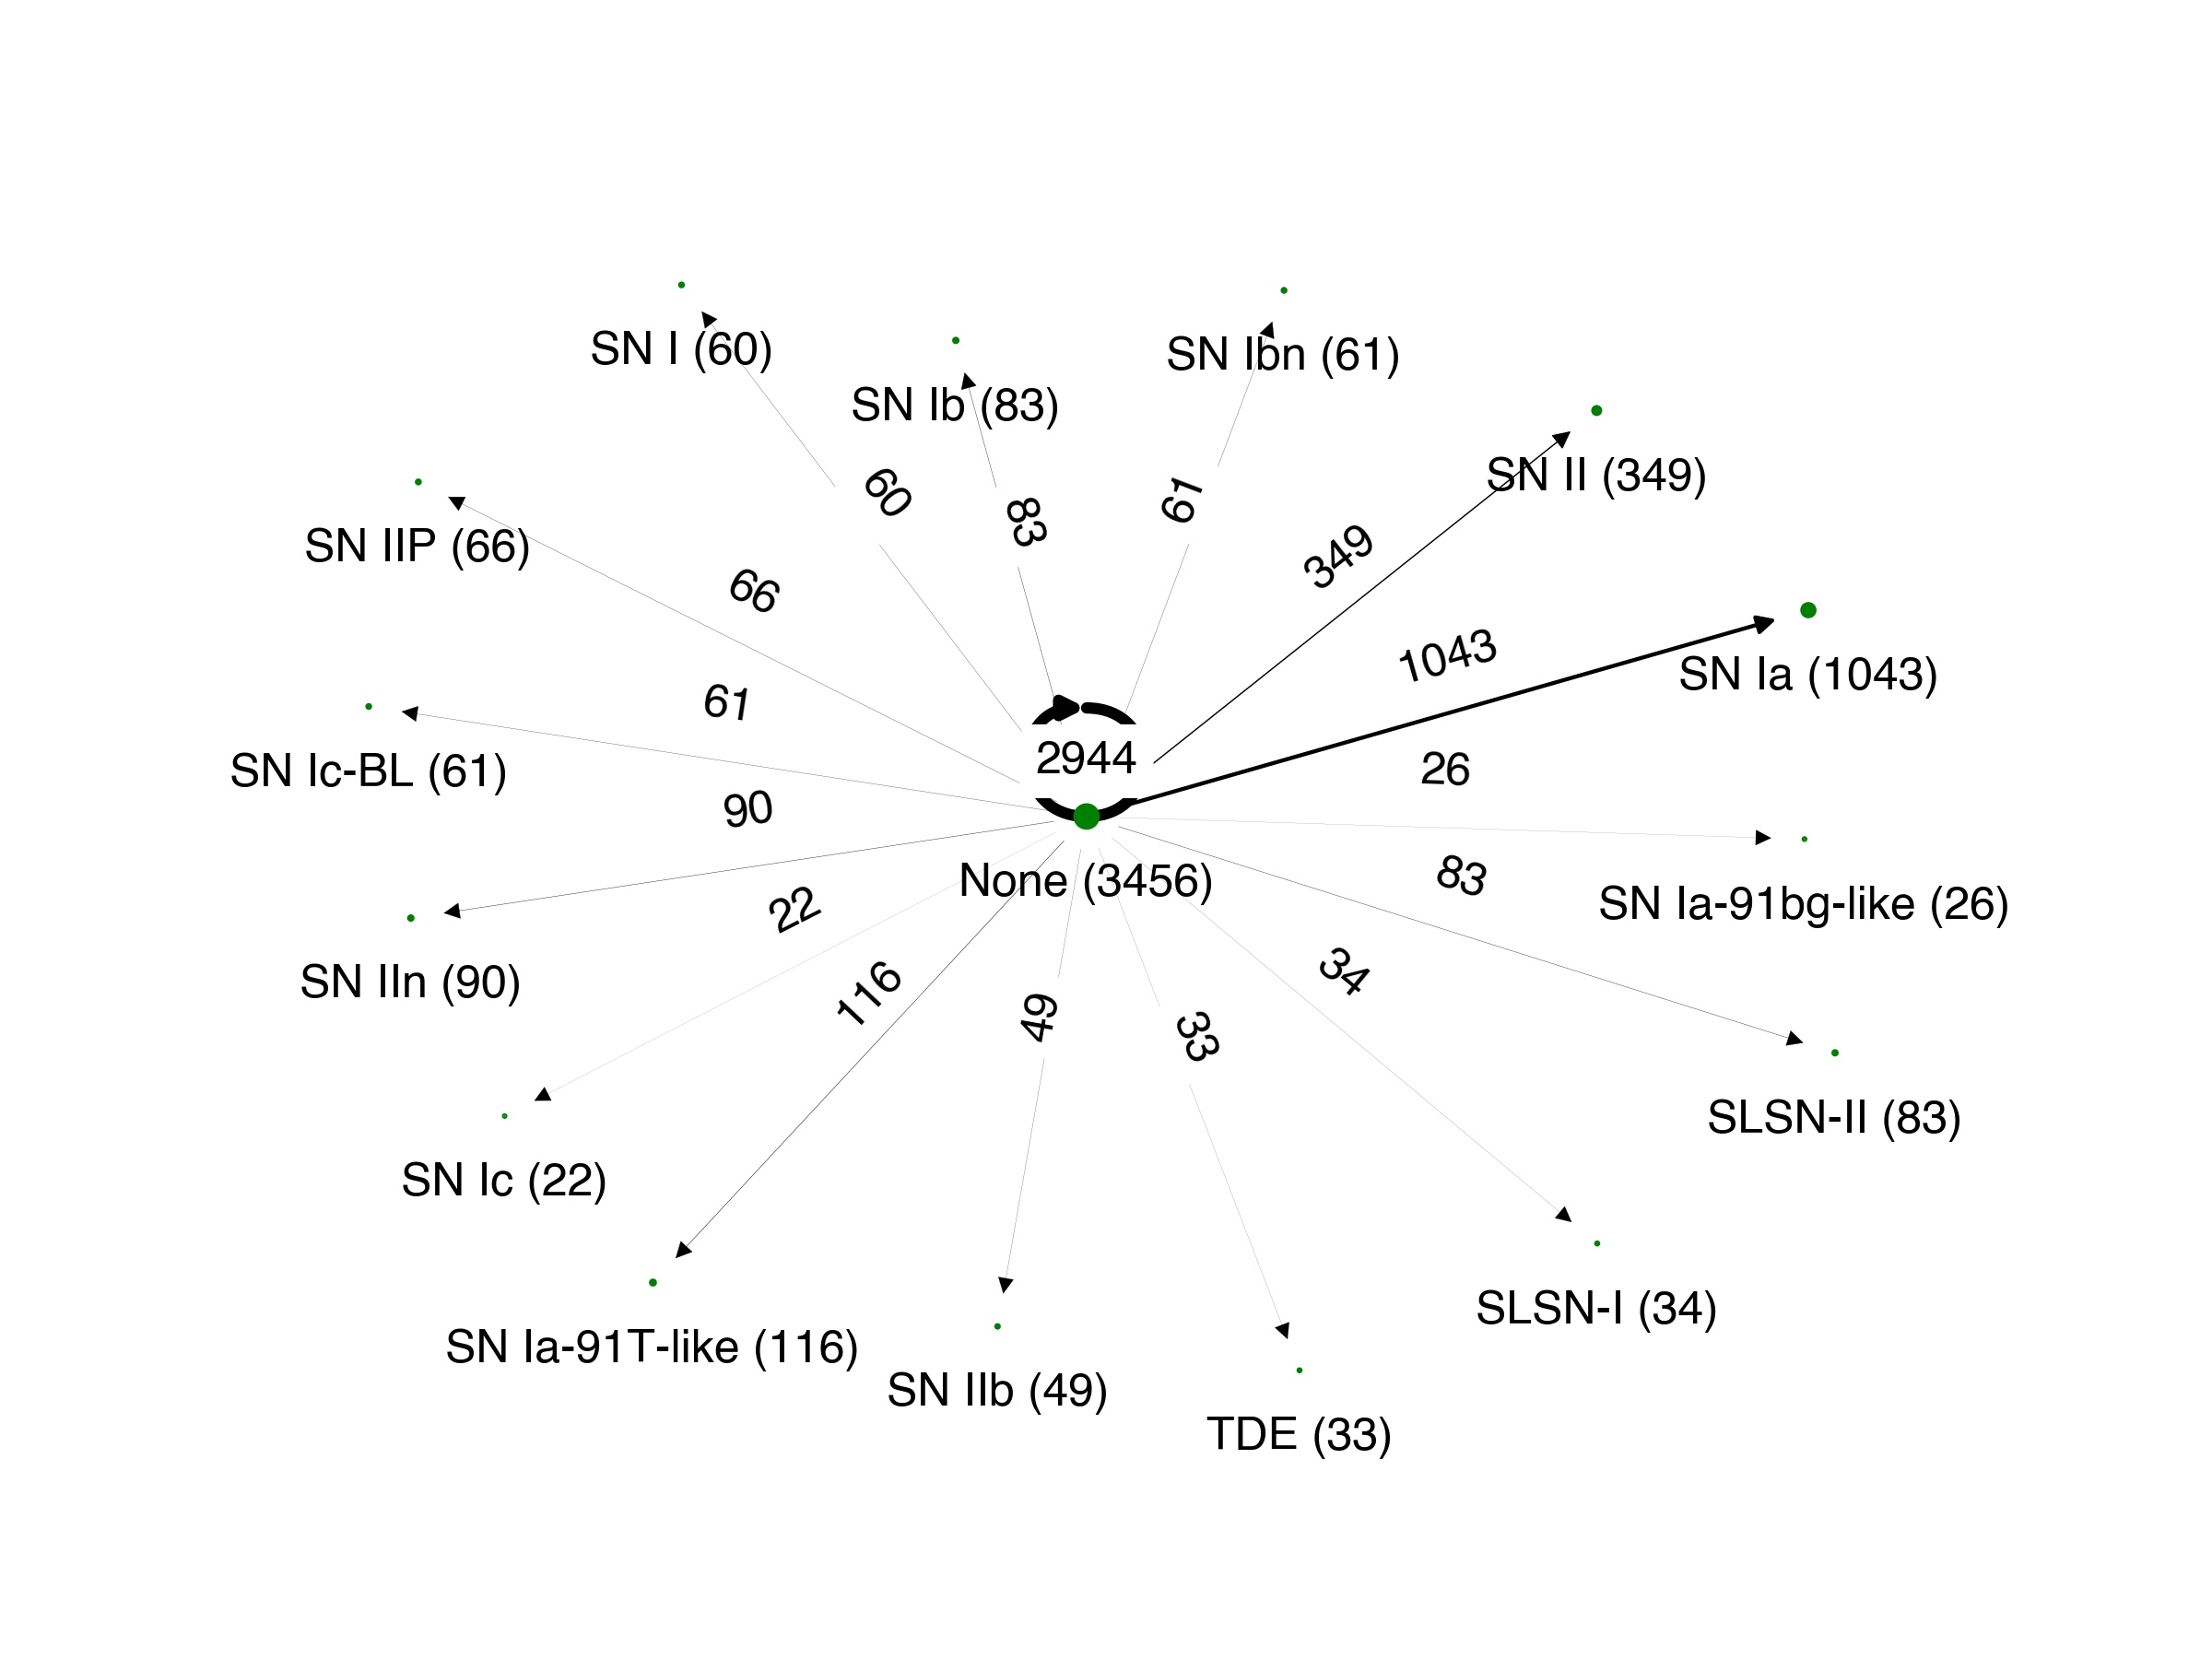 SN I (60)
SN Ibn (61)
SN Ib (83)
SN II (349)
60
61
83
SN IIP (66)
349
66
1043
SN Ia (1043)
61
2944
26
SN Ic-BL (61)
90
83
None (3456)
SN Ia-91bg-like (26)
22
34
SN IIn (90)
116
49
33
SLSN-II (83)
SN Ic (22)
SLSN-I (34)
SN Ia-91T-like (116)
SN IIb (49)
TDE (33)